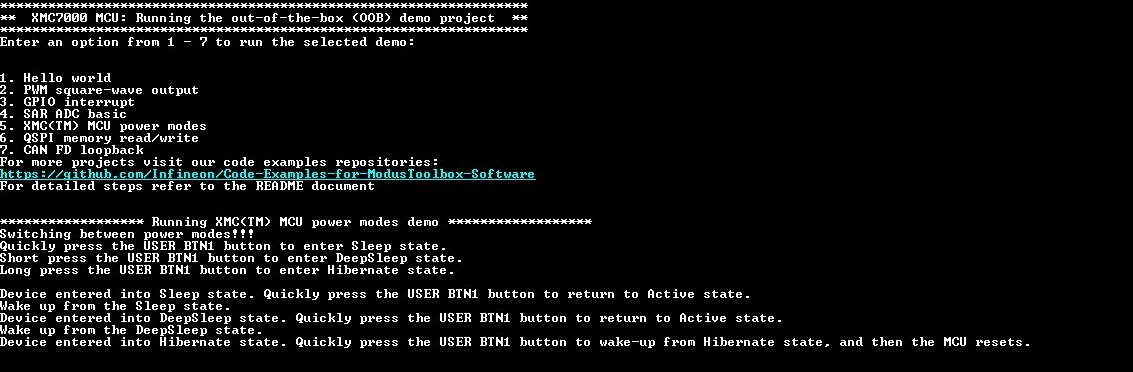 ******************************************************************
**  XMC7000 MCU: Running the out-of-the-box (OOB) demo project  **
******************************************************************
Enter an option from 1 - 7 to run the selected demo:
1. Hello world
2. PWM square-wave output
3. GPIO interrupt
4. SAR ADC basic
5. XMC(TM) MCU power modes
6. QSPI memory read/write
7. CAN FD loopback
For more projects visit our code examples repositories:
https://github.com/Infineon/Code-Examples-for-ModusToolbox-Software
For detailed steps refer to the README document
****************** Running XMC(TM) MCU power modes demo ******************
Switching between power modes!!!
Quickly press the USER BTN1 button to enter Sleep state.
Short press the USER BTN1 button to enter DeepSleep state.
Long press the USER BTN1 button to enter Hibernate state.
Device entered into Sleep state. Quickly press the USER BTN1 button to return to Active state.
Wake up from the Sleep state.
Device entered into DeepSleep state. Quickly press the USER BTN1 button to return to Active state.
Wake up from the DeepSleep state.
Device entered into Hibernate state. Quickly press the USER BTN1 button to wake-up from Hibernate state, and then the MCU resets.